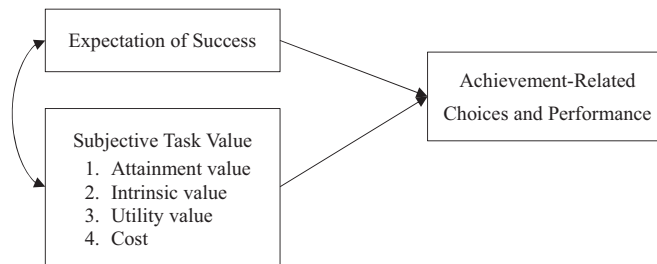 Expectation of Success
Achievement-Related
Choices and Performance
Subjective Task Value
1. Attainment value
2. Intrinsic value
3. Utility value
4. Cost